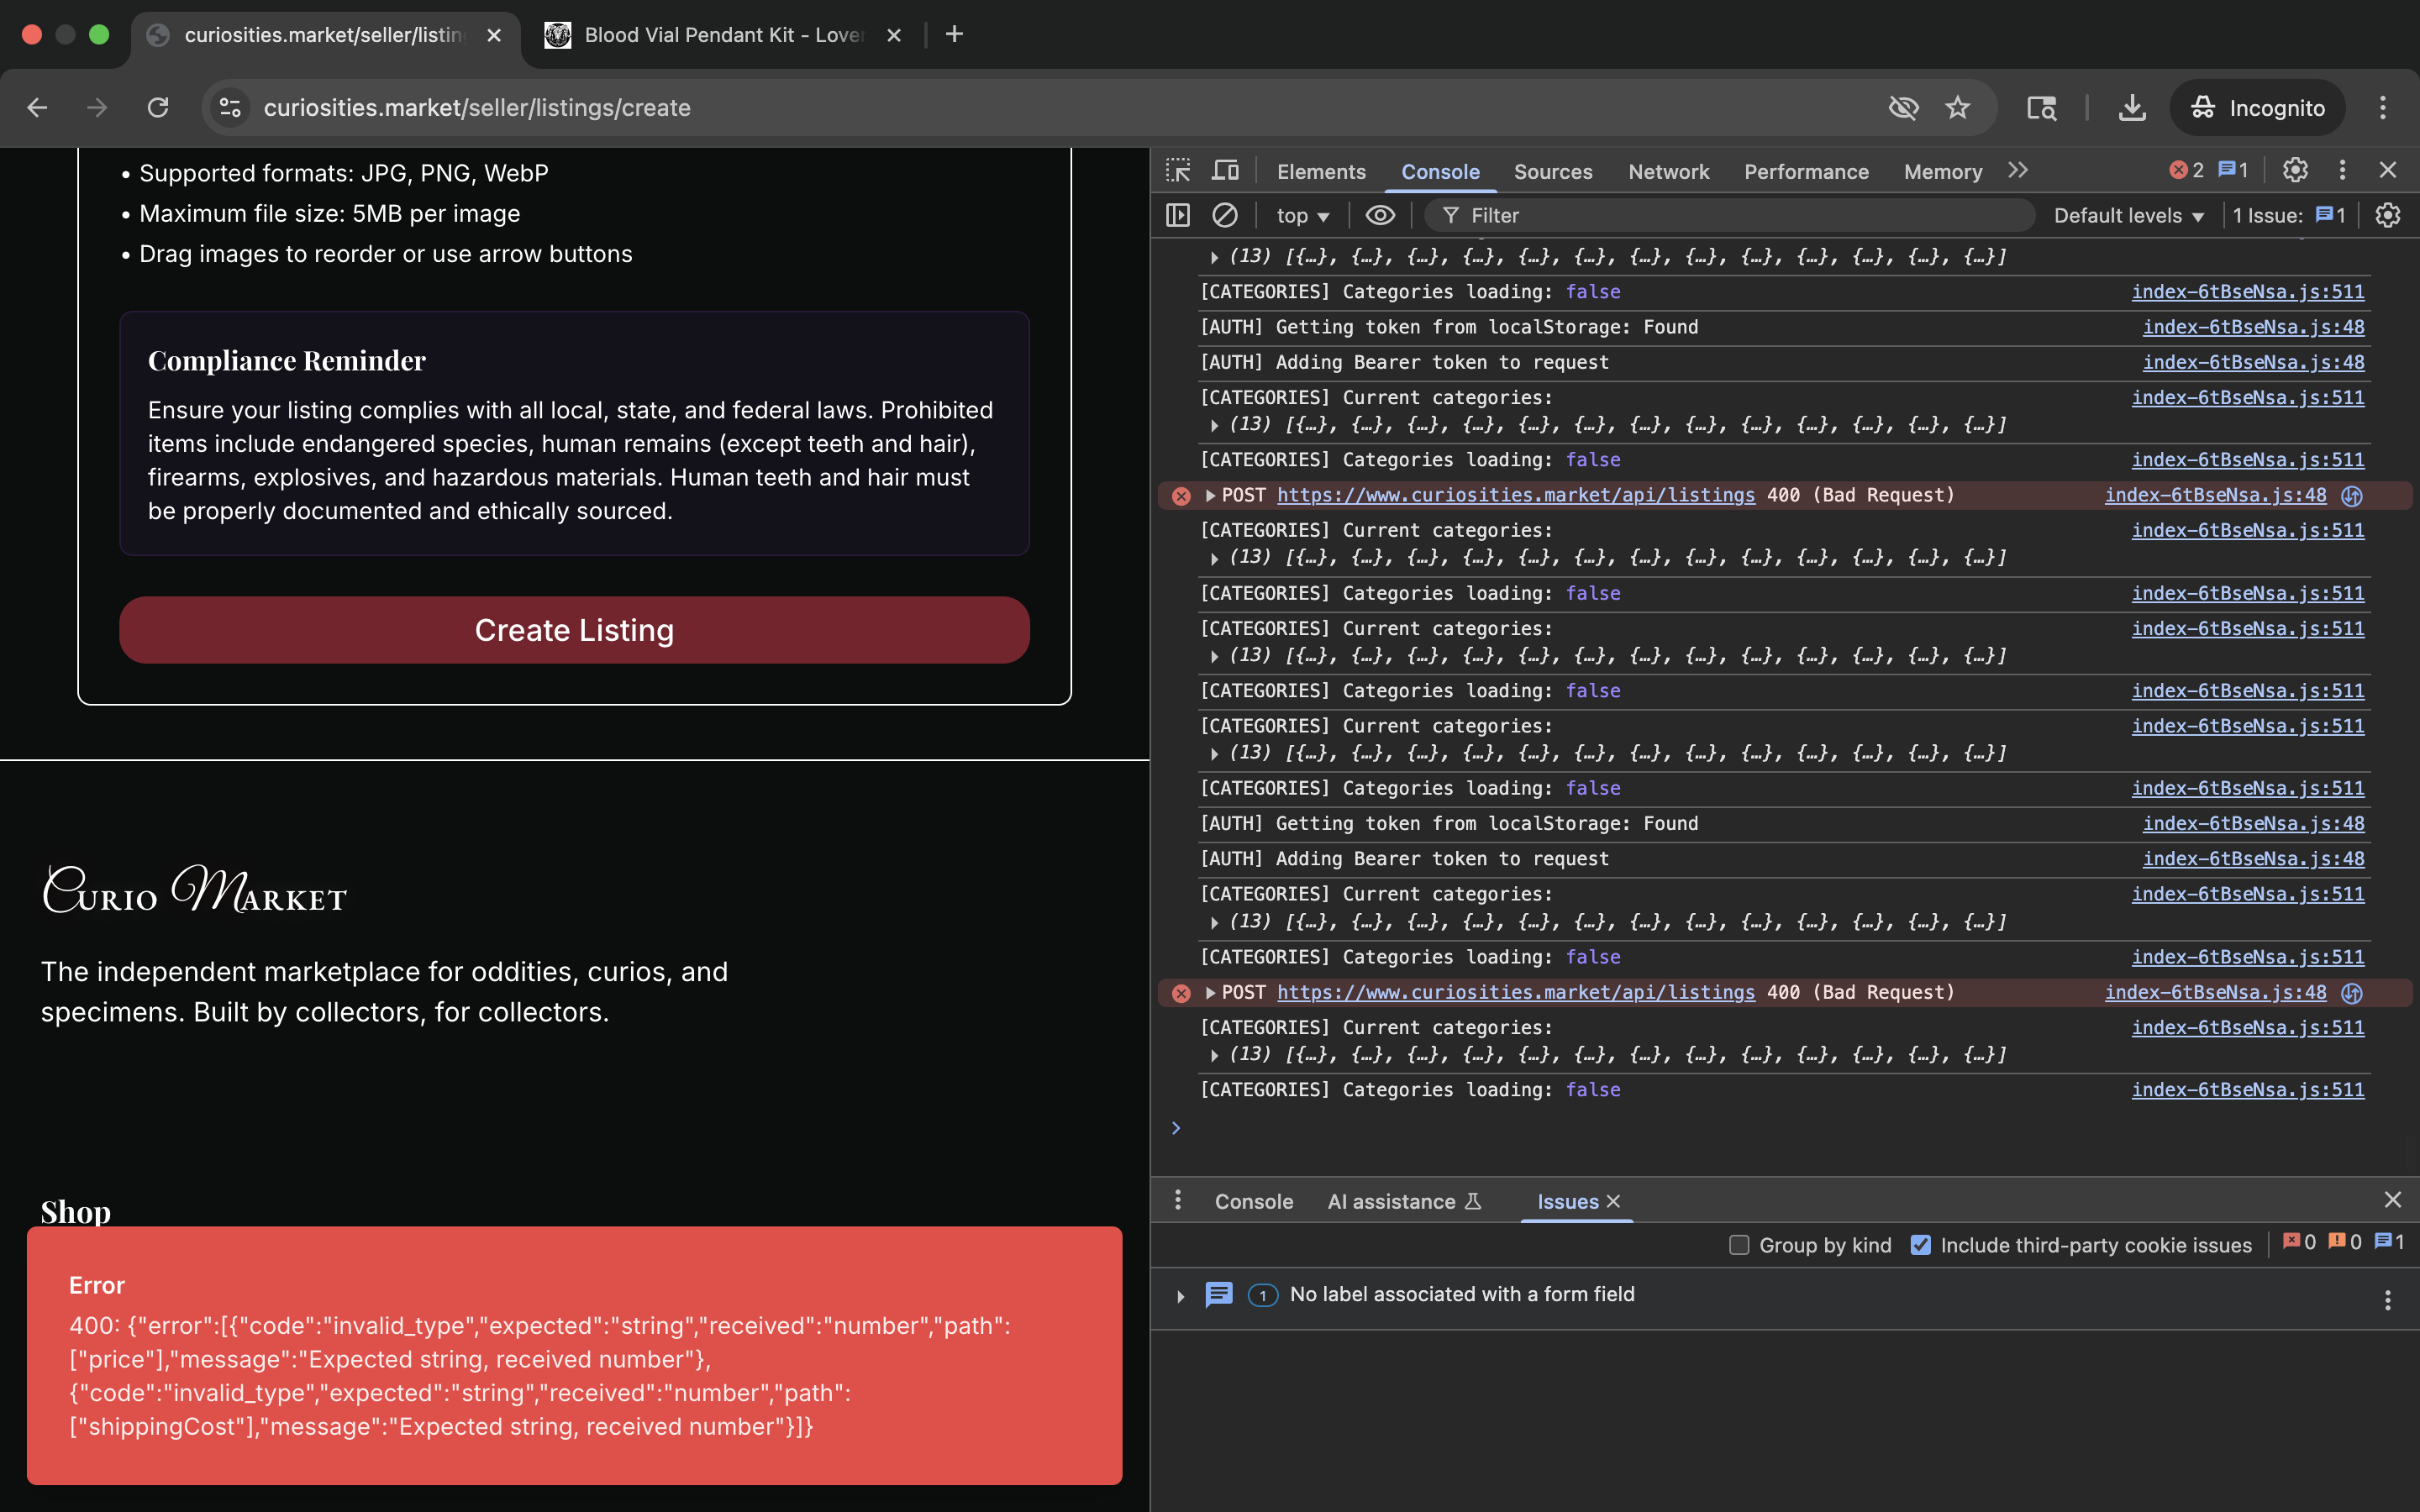 curiosities.market/seller/listin
Blood Vial Pendant Kit - Lover
curiosities.market/seller/listings/create
Incognito
• Supported formats: JPG, PNG, WebP
• Maximum file size: 5MB per image
• Drag images to reorder or use arrow buttons
Compliance Reminder
Ensure your listing complies with all local, state, and federal laws. Prohibited
items include endangered species, human remains (except teeth and hair),
firearms, explosives, and hazardous materials. Human teeth and hair must
be properly documented and ethically sourced.
Create Listing
Curio Market
The independent marketplace for oddities, curios, and
specimens. Built by collectors, for collectors.
Shop
Error
400: {"error":[{"code":"invalid_type","expected":"string","received":"number","path":
["price"],"message":"Expected string, received number"},
{"code":"invalid_type","expected":"string","received":"number","path":
["shippingCost"],"message":"Expected string, received number"}]}
Elements Console Sources Network Performance Memory 2 1
top Filter Default levels 1 Issue: 1
(13) [{…}, {…}, {…}, {…}, {…}, {…}, {…}, {…}, {…}, {…}, {…}, {…}, {…}]
[CATEGORIES] Categories loading: false index-6tBseNsa.js:511
[AUTH] Getting token from localStorage: Found index-6tBseNsa.js:48
[AUTH] Adding Bearer token to request index-6tBseNsa.js:48
[CATEGORIES] Current categories: index-6tBseNsa.js:511
(13) [{…}, {…}, {…}, {…}, {…}, {…}, {…}, {…}, {…}, {…}, {…}, {…}, {…}]
[CATEGORIES] Categories loading: false index-6tBseNsa.js:511
POST https://www.curiosities.market/api/listings 400 (Bad Request) index-6tBseNsa.js:48
[CATEGORIES] Current categories: index-6tBseNsa.js:511
(13) [{…}, {…}, {…}, {…}, {…}, {…}, {…}, {…}, {…}, {…}, {…}, {…}, {…}]
[CATEGORIES] Categories loading: false index-6tBseNsa.js:511
[CATEGORIES] Current categories: index-6tBseNsa.js:511
(13) [{…}, {…}, {…}, {…}, {…}, {…}, {…}, {…}, {…}, {…}, {…}, {…}, {…}]
[CATEGORIES] Categories loading: false index-6tBseNsa.js:511
[CATEGORIES] Current categories: index-6tBseNsa.js:511
(13) [{…}, {…}, {…}, {…}, {…}, {…}, {…}, {…}, {…}, {…}, {…}, {…}, {…}]
[CATEGORIES] Categories loading: false index-6tBseNsa.js:511
[AUTH] Getting token from localStorage: Found index-6tBseNsa.js:48
[AUTH] Adding Bearer token to request index-6tBseNsa.js:48
[CATEGORIES] Current categories: index-6tBseNsa.js:511
(13) [{…}, {…}, {…}, {…}, {…}, {…}, {…}, {…}, {…}, {…}, {…}, {…}, {…}]
[CATEGORIES] Categories loading: false index-6tBseNsa.js:511
POST https://www.curiosities.market/api/listings 400 (Bad Request) index-6tBseNsa.js:48
[CATEGORIES] Current categories: index-6tBseNsa.js:511
(13) [{…}, {…}, {…}, {…}, {…}, {…}, {…}, {…}, {…}, {…}, {…}, {…}, {…}]
[CATEGORIES] Categories loading: false index-6tBseNsa.js:511
Console AI assistance Issues
Group by kind Include third-party cookie issues 0 0 1
1 No label associated with a form field